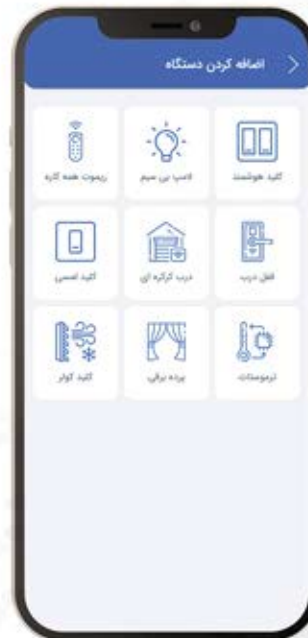 اضافه کردن دستگاه
کلید هوشمند
لامپ بی سیم
ریموت همه کاره
قفل درب
درب کرکره ای
کلید لمسی
ترموستات
پرده برقی
کلید کولر